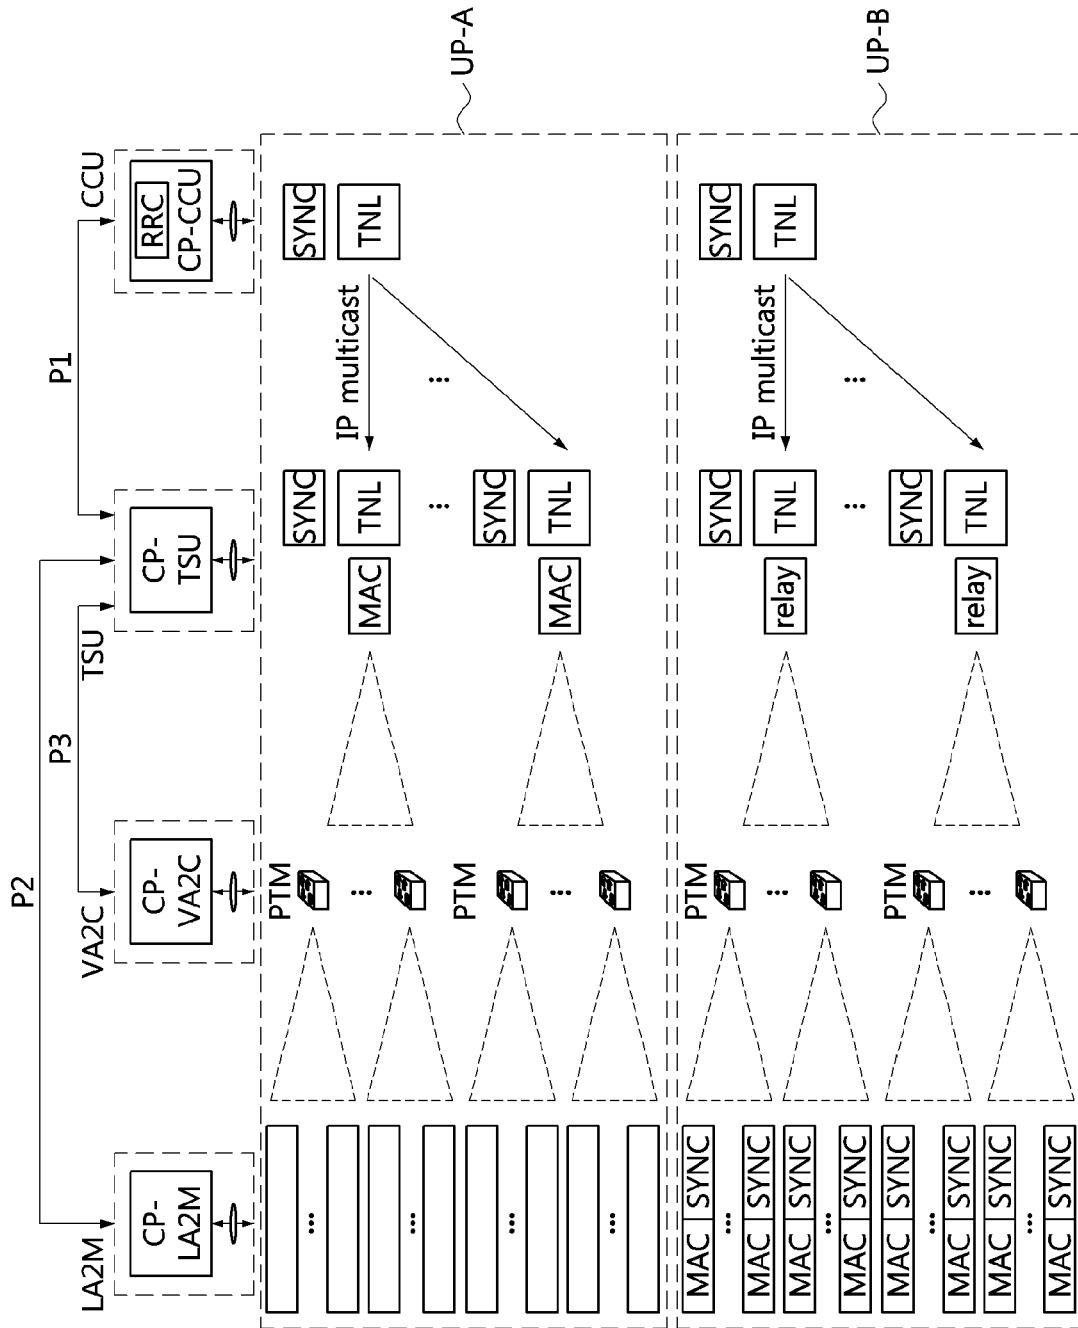 P2
P3
P1
LA2M
VA2C
TSU
CCU
CP-
LA2M
CP-
VA2C
CP-
TSU
RRC
CP-CCU
PTM
SYNC
SYNC
IP multicast
...
MAC
TNL
TNL
...
...
...
...
PTM
SYNC
UP-A
...
...
MAC
TNL
...
MAC SYNC
PTM
SYNC
SYNC
...
MAC SYNC
IP multicast
...
relay
TNL
TNL
MAC SYNC
...
...
...
MAC SYNC
MAC SYNC
PTM
SYNC
UP-B
...
...
MAC SYNC
relay
TNL
MAC SYNC
...
MAC SYNC